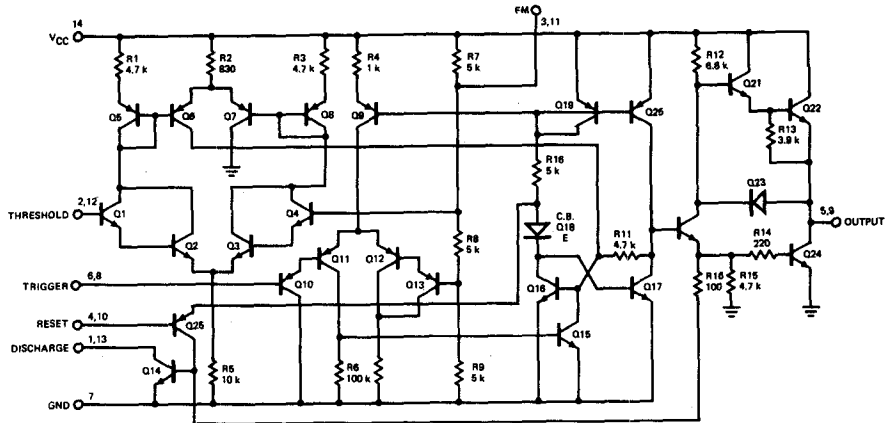 FM
3,11
14
VCC
R1
4.7 k
R2
830
R3
4.7 k
R4
1 k
R7
5 k
R12
6.8 k
Q21
Q22
Q5
Q6
Q7
Q8
Q9
Q19
Q25
R13
3.9 k
R16
5 k
2,12
THRESHOLD
Q1
Q2
Q3
Q4
C.B.
Q18
E
Q23
5,9
OUTPUT
R11
4.7 k
R14
220
R8
5 k
Q11
Q12
6,8
TRIGGER
Q10
Q13
Q16
Q17
R16
100
R15
4.7 k
Q24
4,10
RESET
Q25
1,13
DISCHARGE
Q14
Q15
R5
10 k
R6
100 k
R9
5 k
7
GND